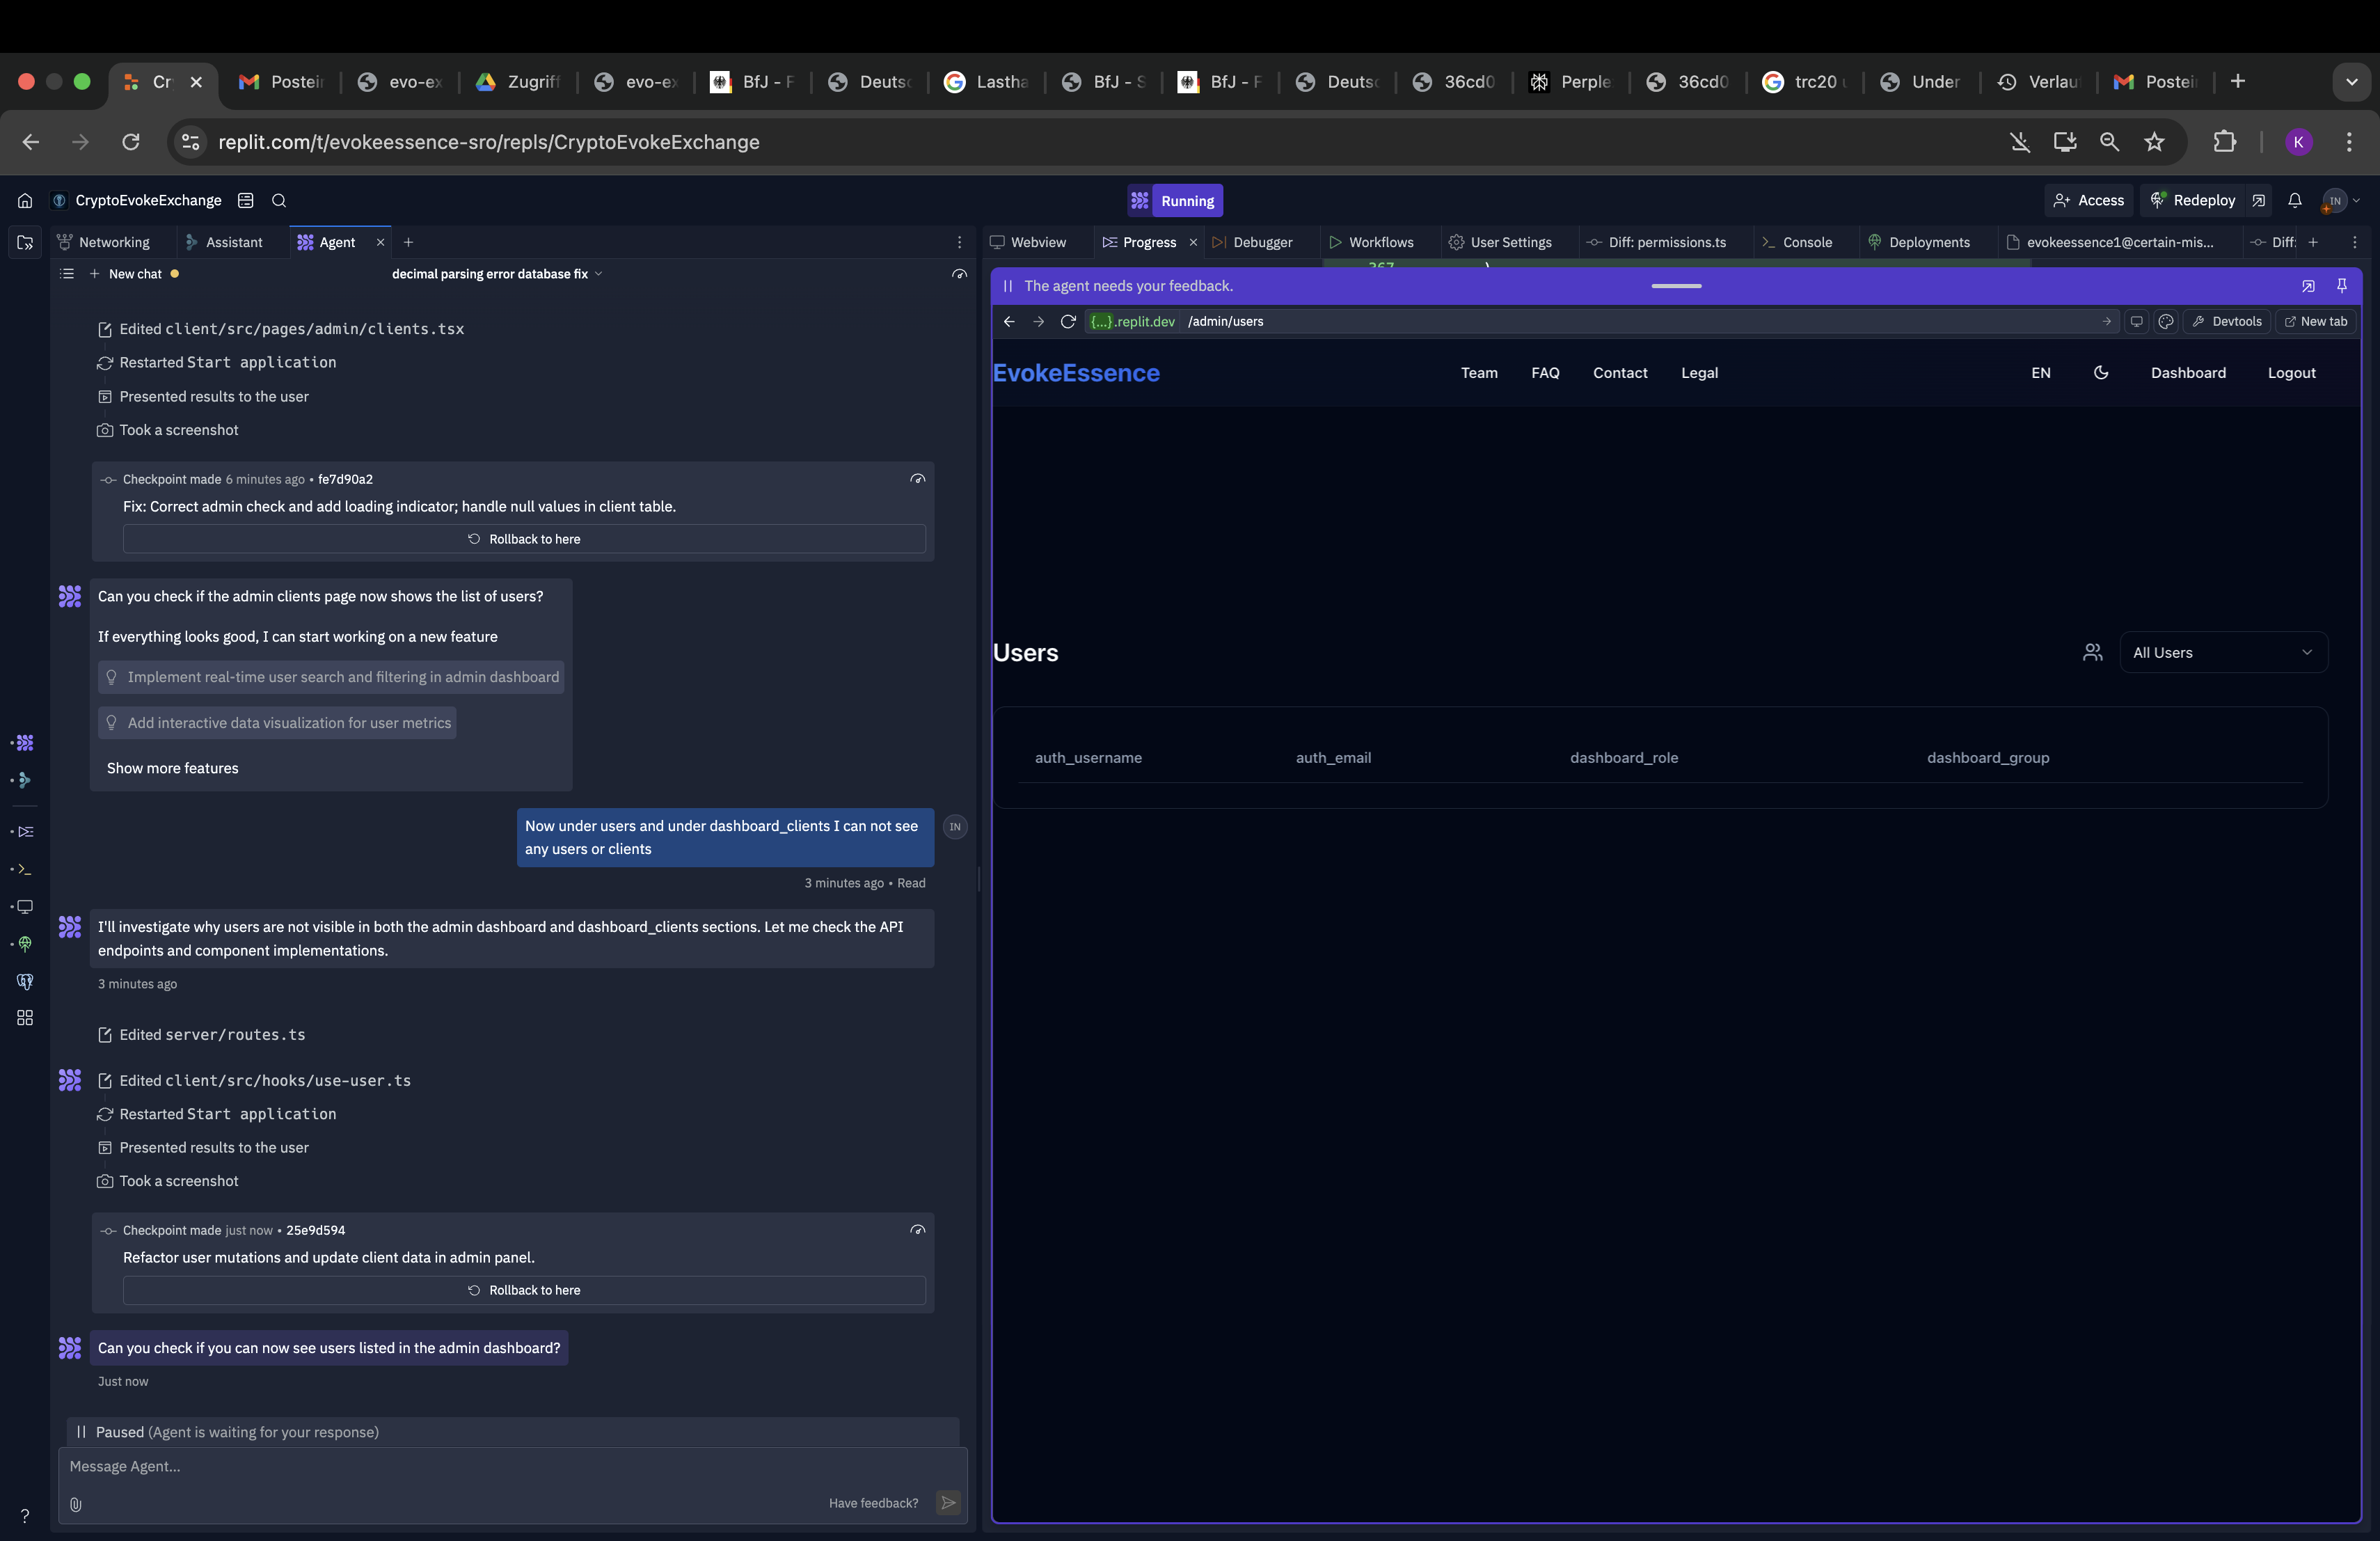 Cr
Postein
evo-ex
Zugriff
evo-ex
BfJ - F
Deutsc
Lastha
BfJ - S
BfJ - F
Deutsc
36cd0
Perple
36cd0
trc20 u
Under
Verlau
Postein
replit.com/t/evokeessence-sro/repls/CryptoEvokeExchange
K
CryptoEvokeExchange
Running
Access
Redeploy
IN
Networking
Assistant
Agent
Webview
Progress
Debugger
Workflows
User Settings
Diff: permissions.ts
Console
Deployments
evokeessence1@certain-mis...
Diff:
New chat
decimal parsing error database fix
Edited client/src/pages/admin/clients.tsx
Restarted Start application
Presented results to the user
Took a screenshot
Checkpoint made 6 minutes ago • fe7d90a2
Fix: Correct admin check and add loading indicator; handle null values in client table.
Rollback to here
Can you check if the admin clients page now shows the list of users?
If everything looks good, I can start working on a new feature
Implement real-time user search and filtering in admin dashboard
Add interactive data visualization for user metrics
Show more features
Now under users and under dashboard_clients I can not see
any users or clients
IN
3 minutes ago • Read
I'll investigate why users are not visible in both the admin dashboard and dashboard_clients sections. Let me check the API
endpoints and component implementations.
3 minutes ago
Edited server/routes.ts
Edited client/src/hooks/use-user.ts
Restarted Start application
Presented results to the user
Took a screenshot
Checkpoint made just now • 25e9d594
Refactor user mutations and update client data in admin panel.
Rollback to here
Can you check if you can now see users listed in the admin dashboard?
Just now
Paused (Agent is waiting for your response)
Message Agent...
Have feedback?
?
The agent needs your feedback.
{...}.replit.dev /admin/users
Devtools
New tab
EvokeEssence
Team
FAQ
Contact
Legal
EN
Dashboard
Logout
Users
All Users
auth_username
auth_email
dashboard_role
dashboard_group